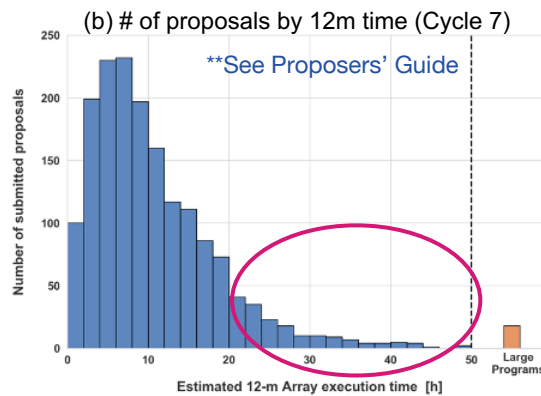 (b) # of proposals by 12m time (Cycle 7)
**See Proposers' Guide
Number of submitted proposals
250
200
150
100
50
0
0 10 20 30 40 50
Large
Programs
Estimated 12-m Array execution time [h]